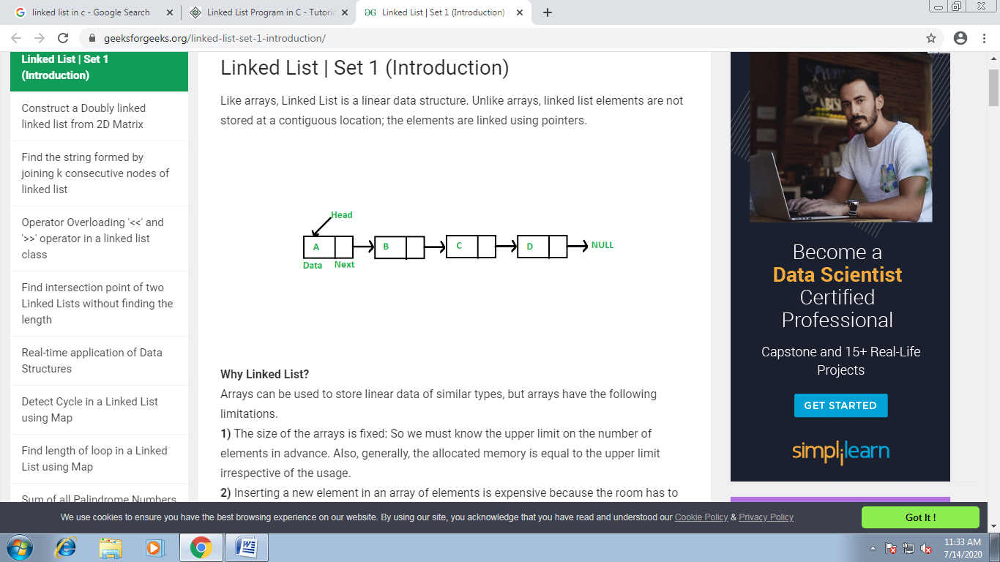 linked list in c - Google Search
Linked List Program in C - Tutoria
GG Linked List | Set 1 (Introduction)
geeksforgeeks.org/linked-list-set-1-introduction/
Linked List | Set 1
(Introduction)
Construct a Doubly linked
linked list from 2D Matrix
Find the string formed by
joining k consecutive nodes of
linked list
Operator Overloading '<<' and
'>>' operator in a linked list
class
Find intersection point of two
Linked Lists without finding the
length
Real-time application of Data
Structures
Detect Cycle in a Linked List
using Map
Find length of loop in a Linked
List using Map
Sum of all Palindrome Numbers
Linked List | Set 1 (Introduction)
Like arrays, Linked List is a linear data structure. Unlike arrays, linked list elements are not
stored at a contiguous location; the elements are linked using pointers.
Head
A B C D NULL
Data Next
Why Linked List?
Arrays can be used to store linear data of similar types, but arrays have the following
limitations.
1) The size of the arrays is fixed: So we must know the upper limit on the number of
elements in advance. Also, generally, the allocated memory is equal to the upper limit
irrespective of the usage.
2) Inserting a new element in an array of elements is expensive because the room has to
Become a
Data Scientist
Certified
Professional
Capstone and 15+ Real-Life
Projects
GET STARTED
simplilearn
We use cookies to ensure you have the best browsing experience on our website. By using our site, you acknowledge that you have read and understood our Cookie Policy & Privacy Policy
Got It !
11:33 AM
7/14/2020